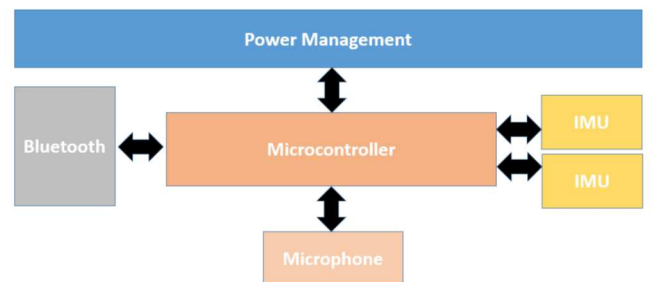 Power Management
Bluetooth
Microcontroller
IMU
IMU
Microphone